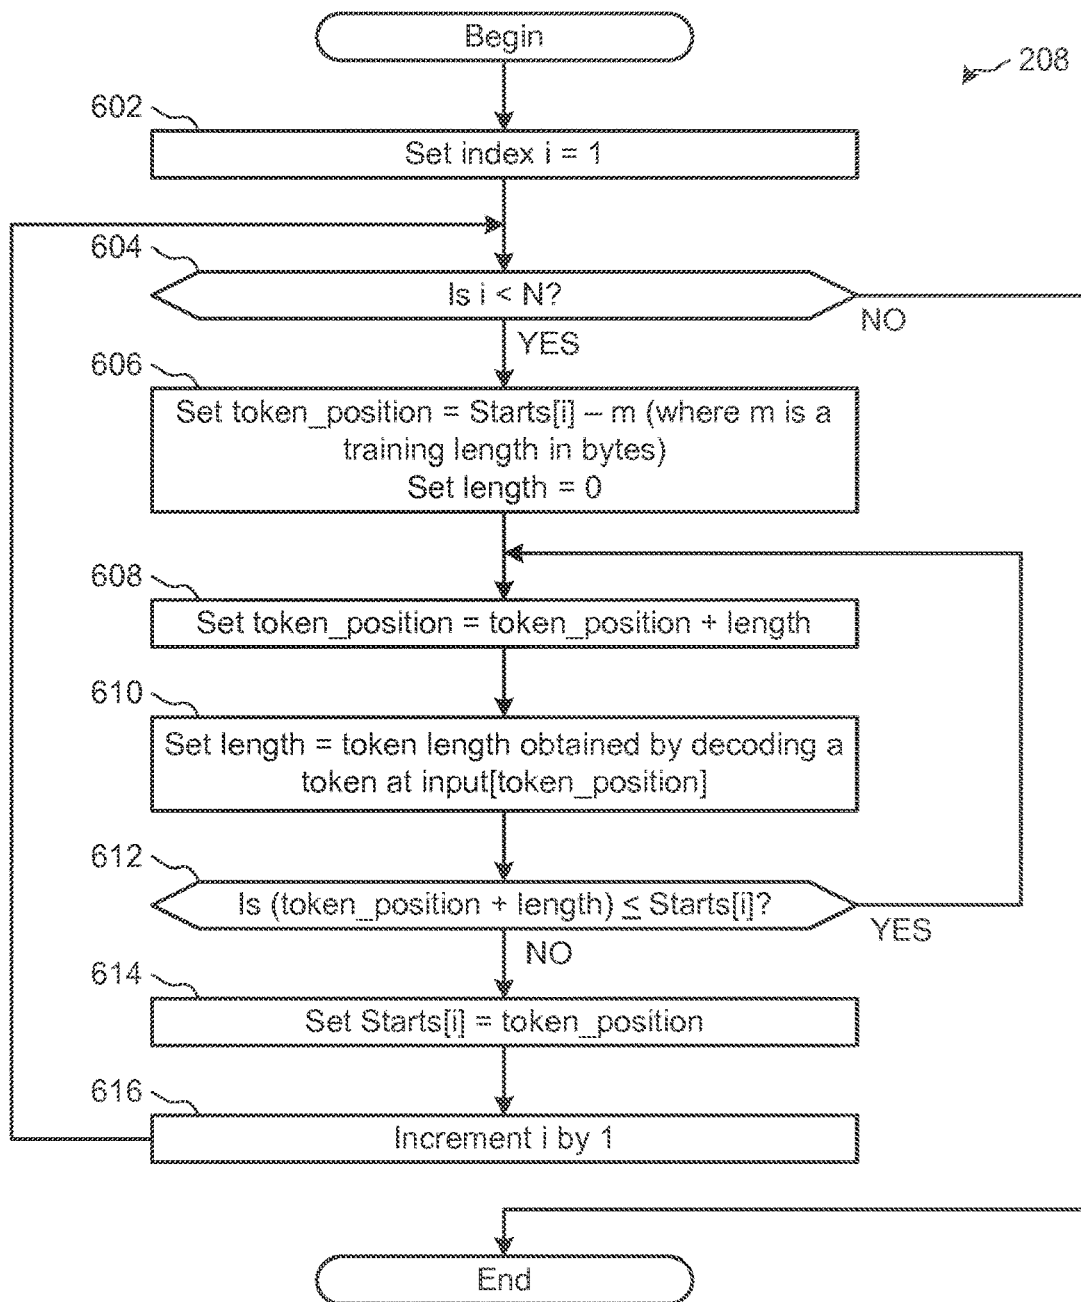 Begin
208
602
Set index i = 1
604
Is i < N?
NO
YES
606
Set token_position = Starts[i] – m (where m is a
training length in bytes)
Set length = 0
608
Set token_position = token_position + length
610
Set length = token length obtained by decoding a
token at input[token_position]
612
Is (token_position + length) ≤ Starts[i]?
YES
NO
614
Set Starts[i] = token_position
616
Increment i by 1
End